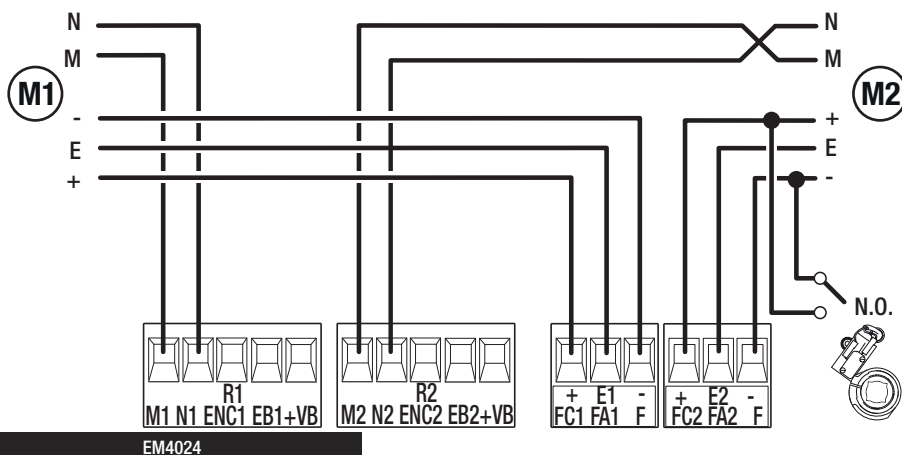 N
M
M1
-
E
+
N
M
M2
+
E
-
N.O.
R1
M1 N1 ENC1 EB1+VB
R2
M2 N2 ENC2 EB2+VB
+ E1 -
FC1 FA1 F
+ E2 -
FC2 FA2 F
EM4024